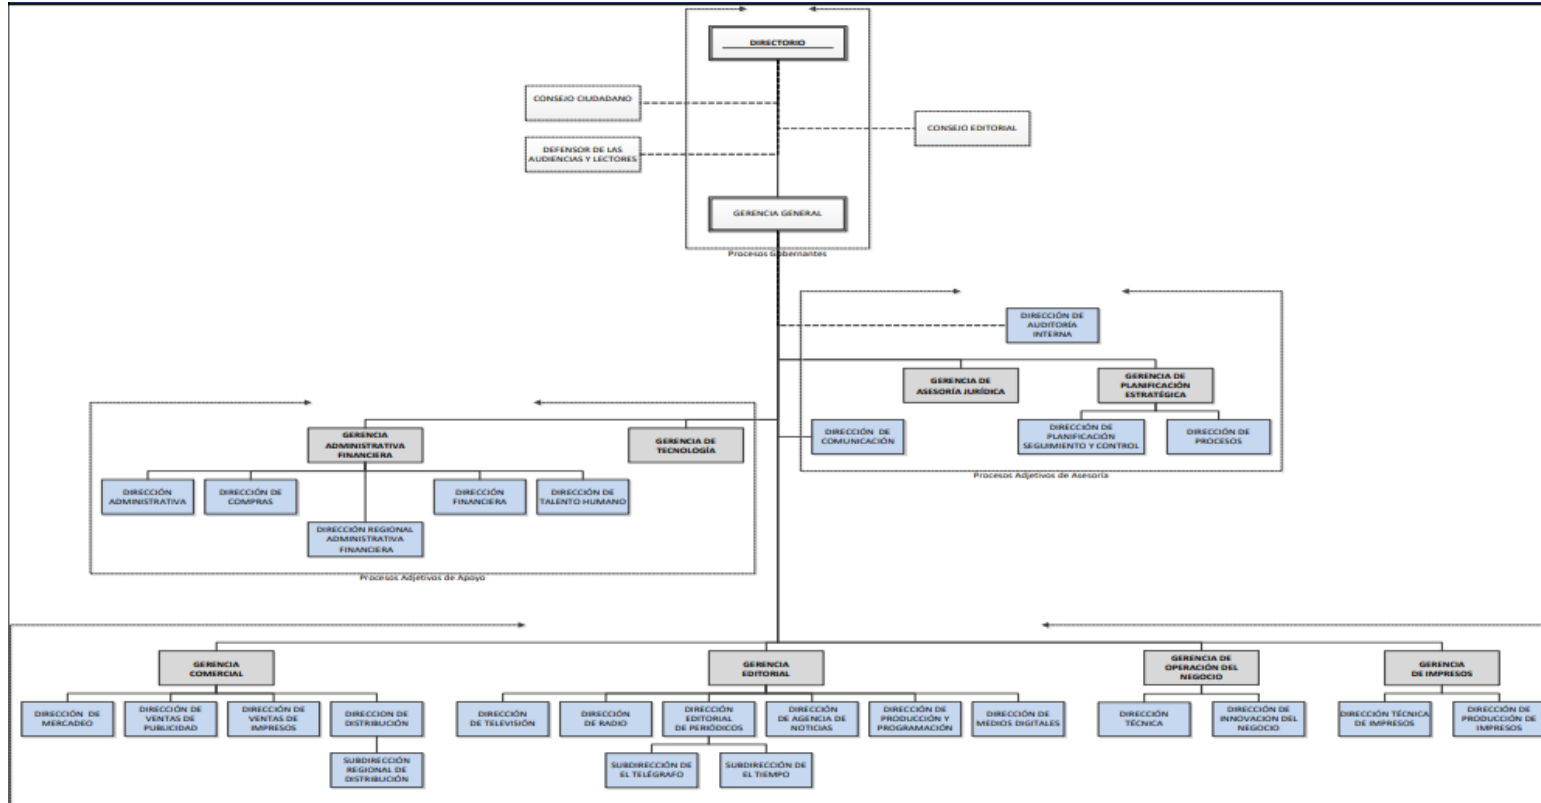 DIRECTORIO
CONSEJO CIUDADANO
CONSEJO EDITORIAL
DEFENSOR DE LAS
AUDIENCIAS Y LECTORES
GERENCIA GENERAL
Procesos Gobernantes
DIRECCIÓN DE
AUDITORÍA
INTERNA
GERENCIA DE
ASESORÍA JURÍDICA
GERENCIA DE
PLANIFICACIÓN
ESTRATÉGICA
DIRECCIÓN DE
COMUNICACIÓN
DIRECCIÓN DE
PLANIFICACIÓN
SEGUIMIENTO Y CONTROL
DIRECCIÓN DE
PROCESOS
Procesos Adjetivos de Asesoría
GERENCIA
ADMINISTRATIVA
FINANCIERA
GERENCIA DE
TECNOLOGÍA
DIRECCIÓN
ADMINISTRATIVA
DIRECCIÓN DE
COMPRAS
DIRECCIÓN
FINANCIERA
DIRECCIÓN DE
TALENTO HUMANO
DIRECCIÓN REGIONAL
ADMINISTRATIVA
FINANCIERA
Procesos Adjetivos de Apoyo
GERENCIA
COMERCIAL
GERENCIA
EDITORIAL
GERENCIA DE
OPERACIÓN DEL
NEGOCIO
GERENCIA
DE IMPRESOS
DIRECCIÓN DE
MERCADEO
DIRECCIÓN DE
VENTAS DE
PUBLICIDAD
DIRECCIÓN DE
VENTAS DE
IMPRESOS
DIRECCION DE
DISTRIBUCIÓN
DIRECCIÓN
DE TELEVISIÓN
DIRECCIÓN
DE RADIO
DIRECCIÓN
EDITORIAL
DE PERIÓDICOS
DIRECCIÓN
DE AGENCIA DE
NOTICIAS
DIRECCIÓN DE
PRODUCCIÓN Y
PROGRAMACIÓN
DIRECCIÓN DE
MEDIOS DIGITALES
DIRECCIÓN
TÉCNICA
DIRECCIÓN DE
INNOVACION DEL
NEGOCIO
DIRECCIÓN TÉCNICA
DE IMPRESOS
DIRECCIÓN DE
PRODUCCIÓN DE
IMPRESOS
SUBDIRECCIÓN
REGIONAL DE
DISTRIBUCIÓN
SUBDIRECCIÓN DE
EL TELÉGRAFO
SUBDIRECCIÓN DE
EL TIEMPO